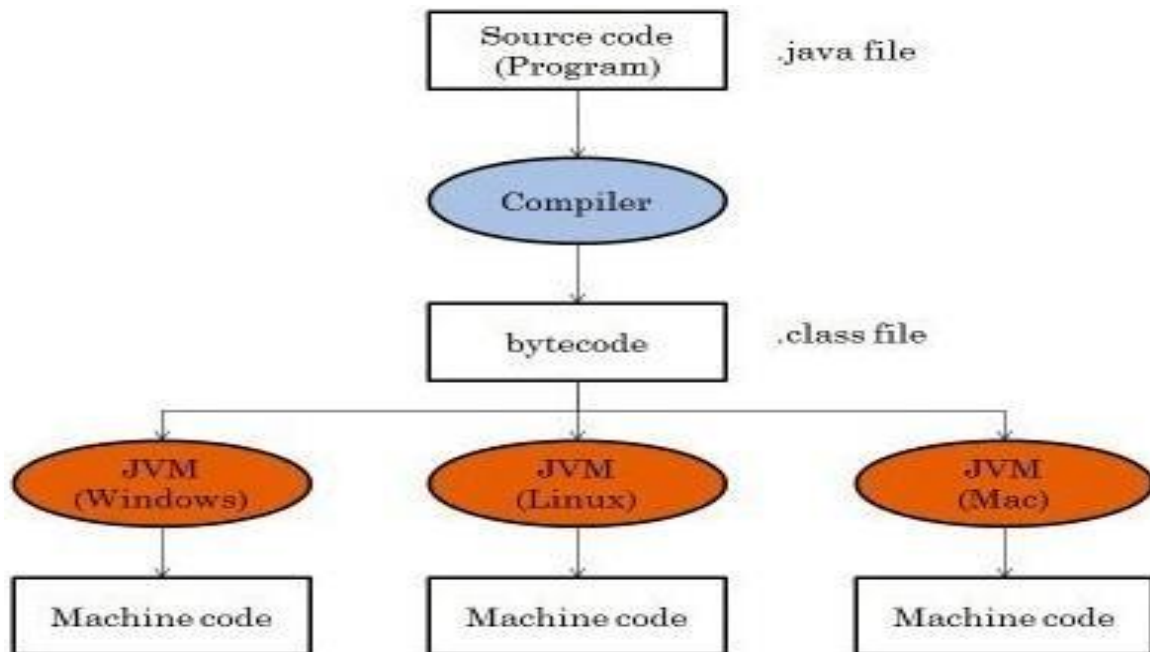 Source code
(Program)
.java file
Compiler
bytecode
.class file
JVM
(Windows)
JVM
(Linux)
JVM
(Mac)
Machine code
Machine code
Machine code